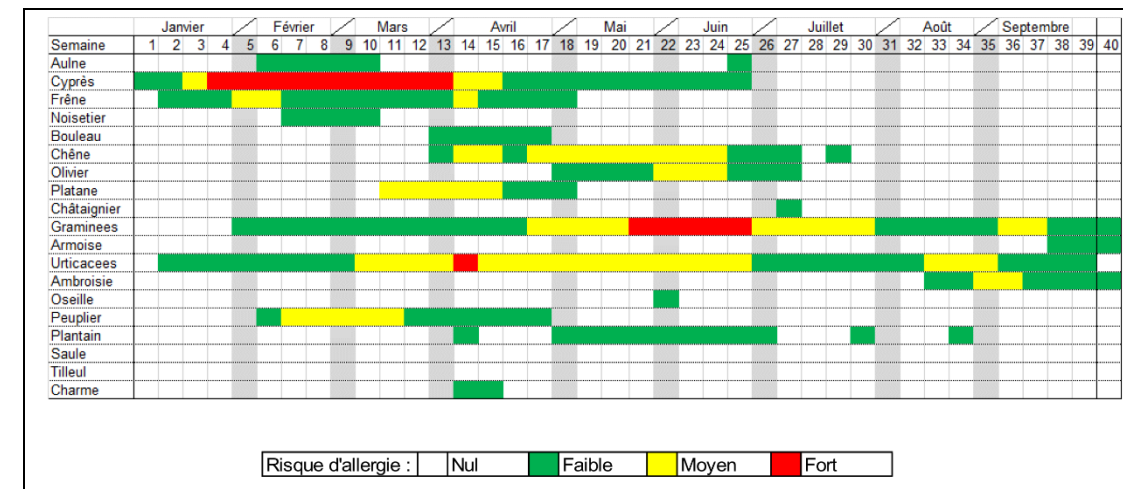 Janvier Février Mars Avril Mai Juin Juillet Août Septembre
Semaine 1 2 3 4 5 6 7 8 9 10 11 12 13 14 15 16 17 18 19 20 21 22 23 24 25 26 27 28 29 30 31 32 33 34 35 36 37 38 39 40
Aulne
Cyprès
Frêne
Noisetier
Bouleau
Chêne
Olivier
Platane
Châtaignier
Graminees
Armoise
Urticacees
Ambroisie
Oseille
Peuplier
Plantain
Saule
Tilleul
Charme
Risque d'allergie : Nul Faible Moyen Fort